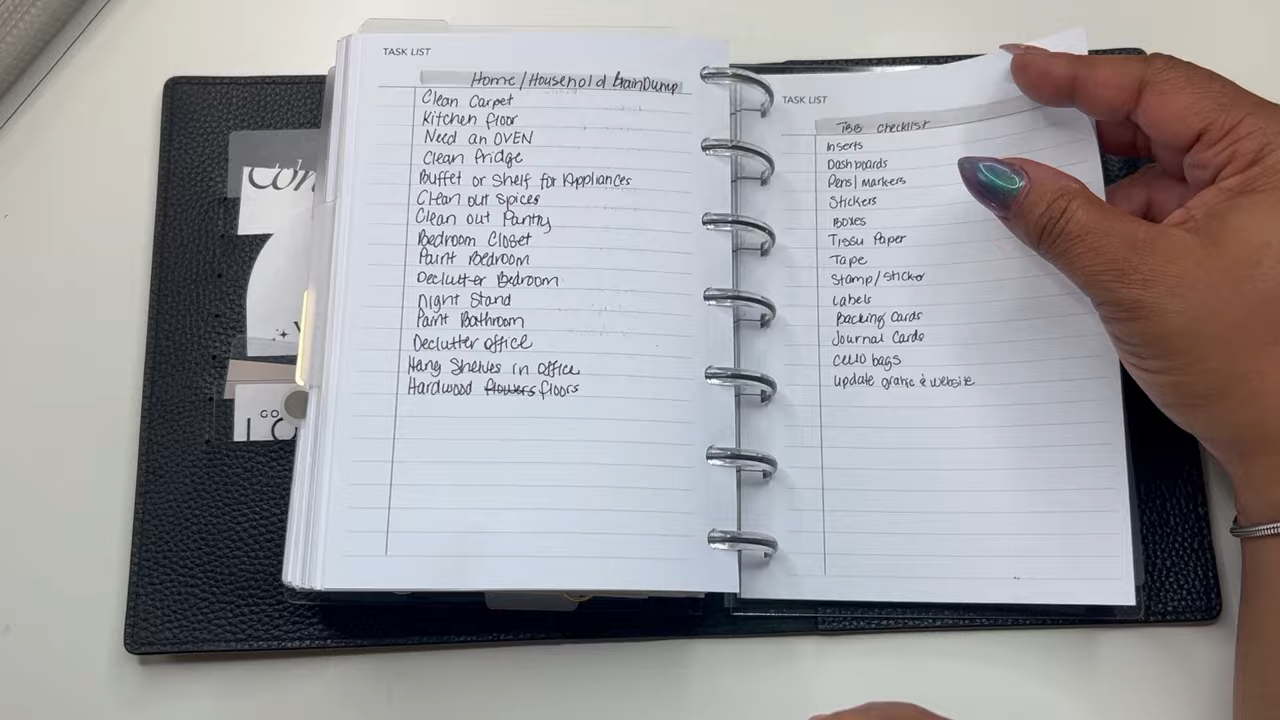 TASK LIST
Home/Household BrainDump
Clean Carpet
Kitchen floor
Need an OVEN
Clean fridge
Buffet or Shelf for Appliances
Clean out spices
Clean out Pantry
Bedroom Closet
Paint Bedroom
Declutter Bedroom
Night Stand
Paint Bathroom
Declutter office
Hang Shelves in office
Hardwood flowers floors
TASK LIST
TBB checklist
Inserts
Dashboards
Pens/markers
Stickers
Boxes
Tissu Paper
Tape
Stamp/sticker
Labels
Backing Cards
Journal Cards
cello bags
update grafic & website
GO